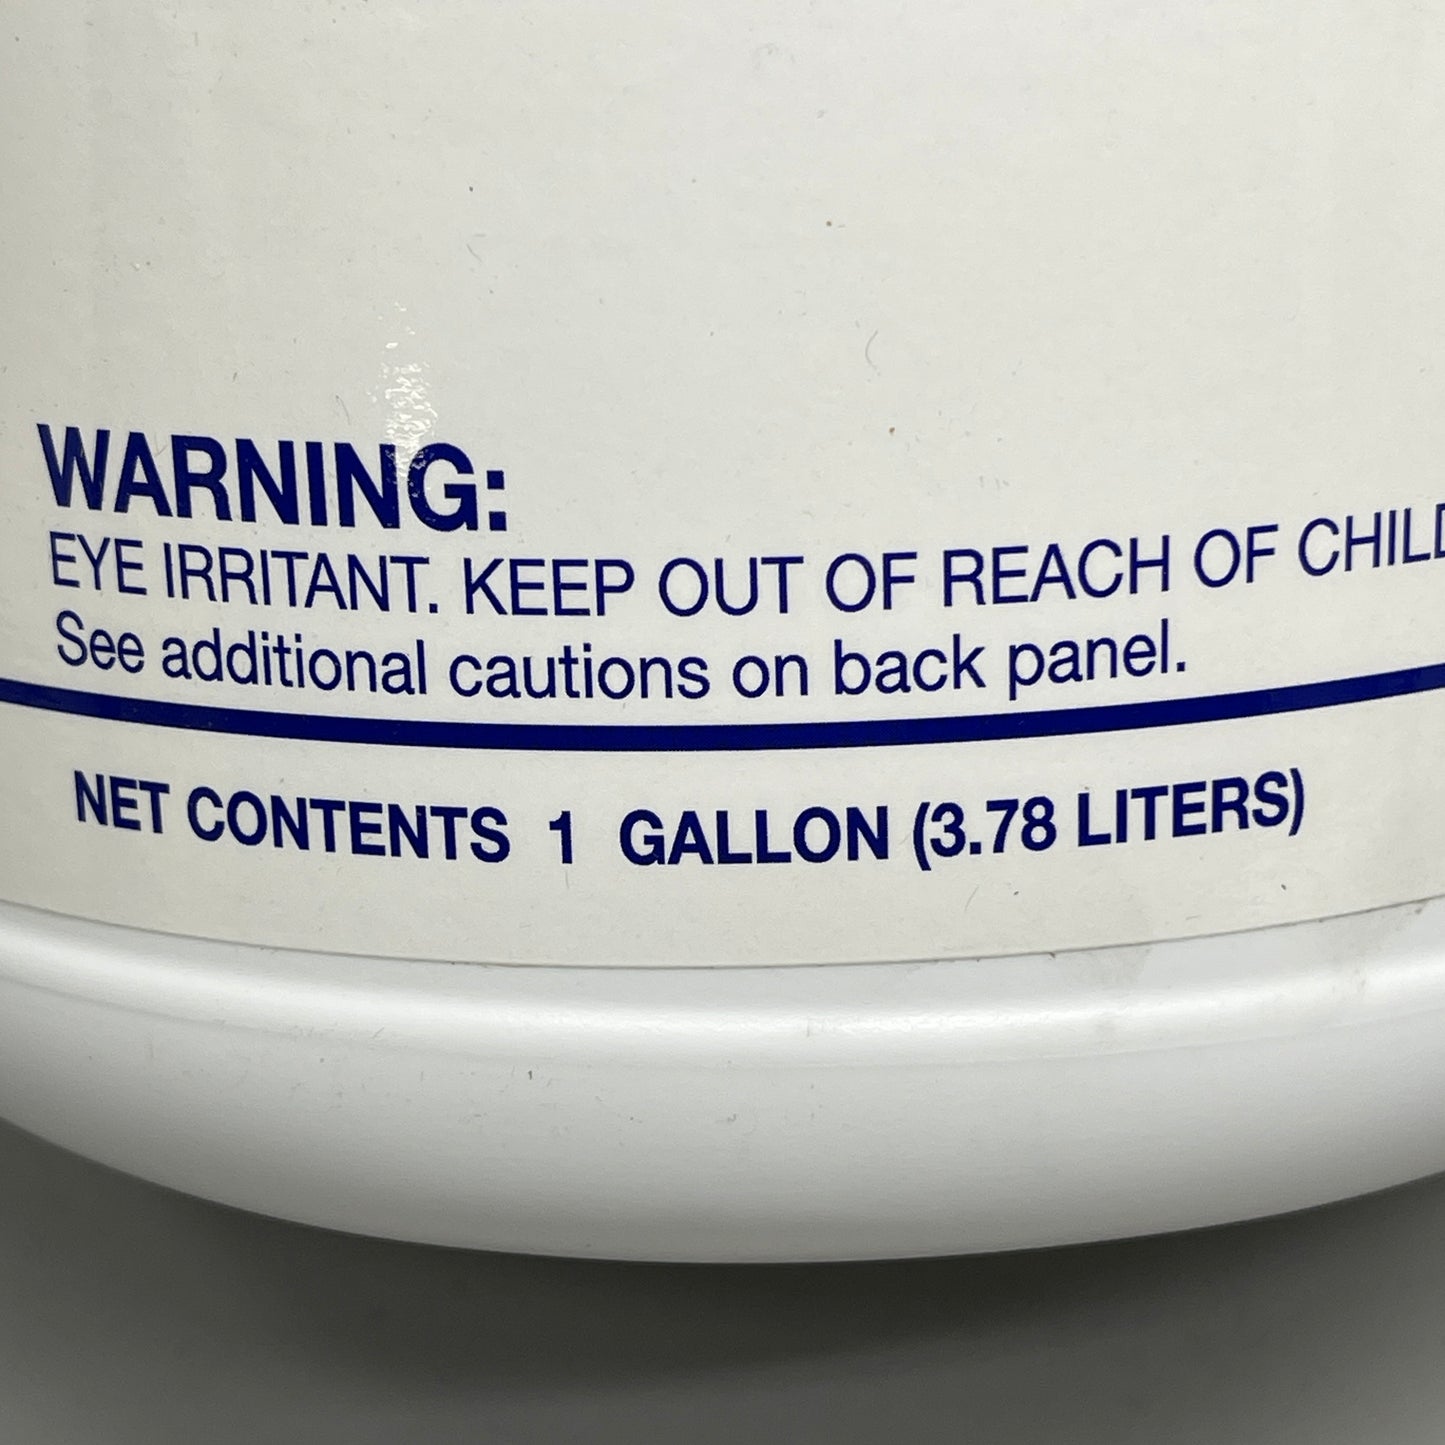 WARNING:
EYE IRRITANT. KEEP OUT OF REACH OF CHILD
See additional cautions on back panel.
NET CONTENTS 1 GALLON (3.78 LITERS)